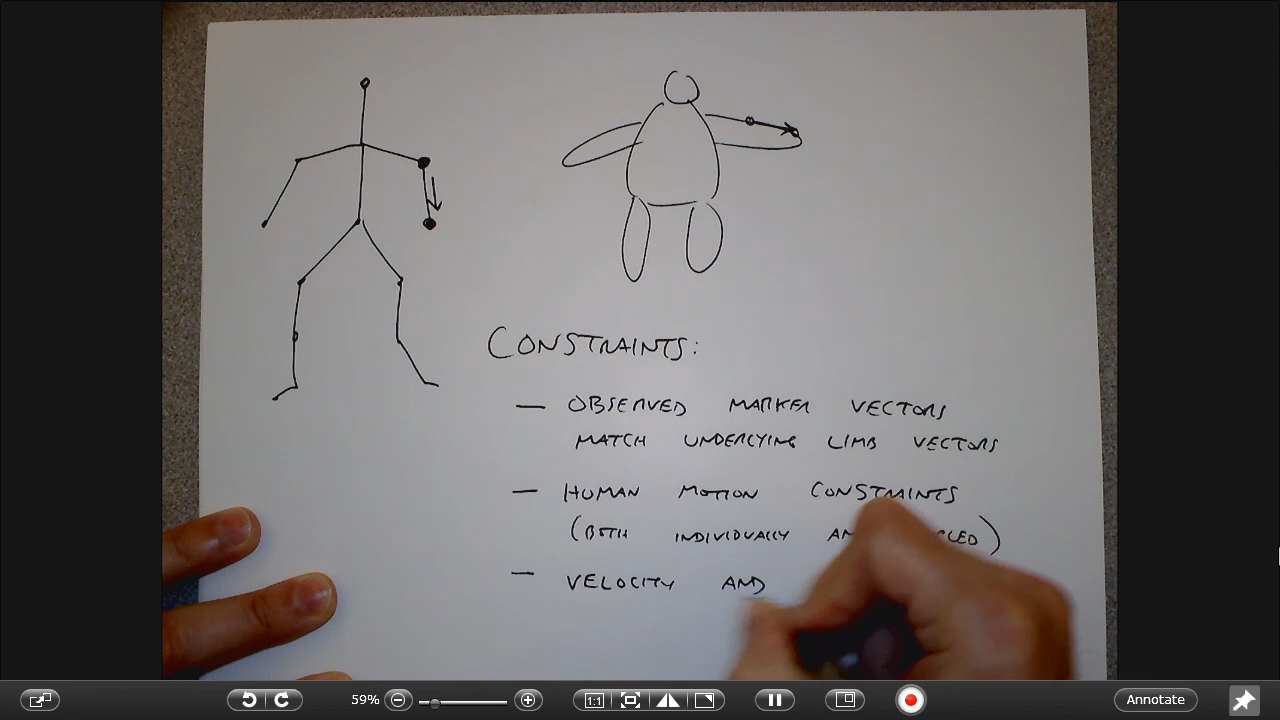 CONSTRAINTS:
— OBSERVED MARKER VECTORS
MATCH UNDERLYING LIMB VECTORS
— HUMAN MOTION CONSTRAINTS
(BOTH INDIVIDUALLY
— VELOCITY AND
59%
1:1
Annotate